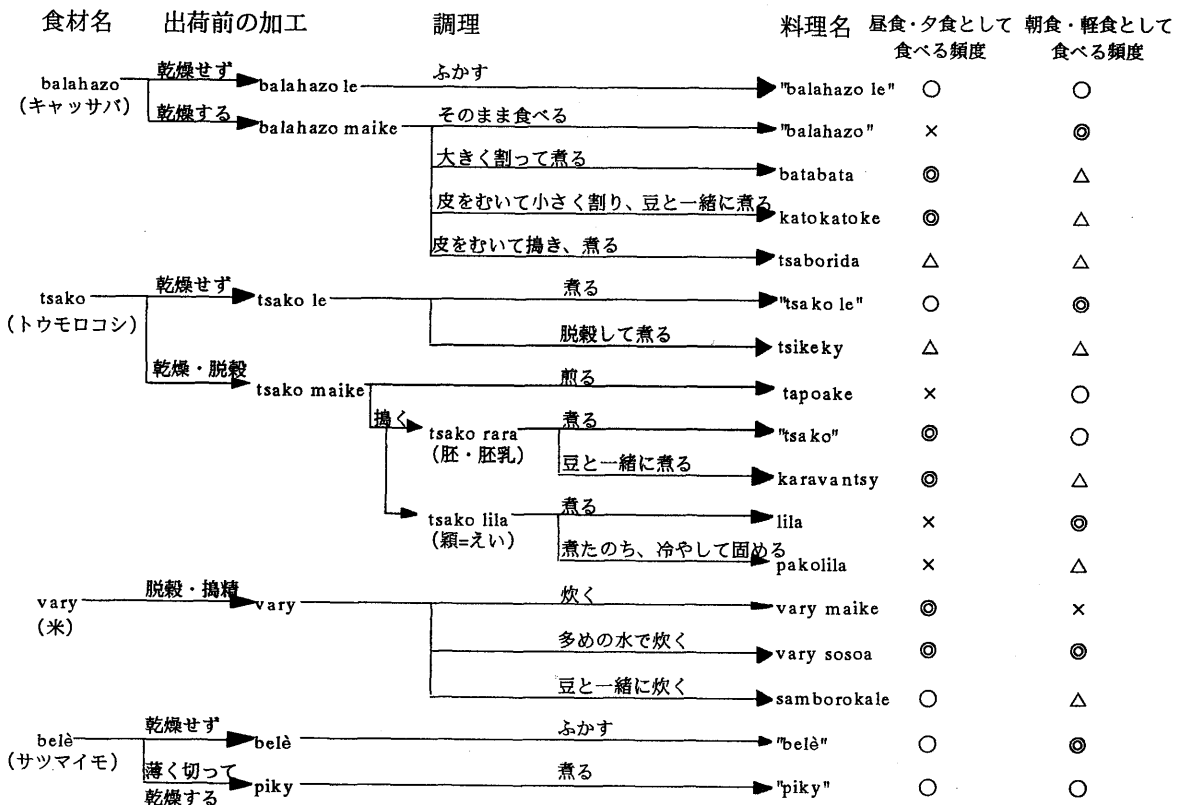 食材名 出荷前の加工 調理 料理名 昼食・夕食として 朝食・軽食として
食べる頻度 食べる頻度
balahazo 乾燥せず balahazo le ふかす "balahazo le" ○ ○
(キャッサバ)
乾燥する balahazo maike そのまま食べる "balahazo" × ◎
大きく割って煮る batabata ◎ △
皮をむいて小さく割り、豆と一緒に煮る katokatoke ◎ △
皮をむいて搗き、煮る tsaborida △ △
tsako 乾燥せず tsako le 煮る "tsako le" ○ ◎
(トウモロコシ)
脱穀して煮る tsikeky △ △
乾燥・脱穀 tsako maike 煎る tapoake × ○
搗く tsako rara 煮る "tsako" ◎ ○
(胚・胚乳)
豆と一緒に煮る karavantsy ◎ △
tsako lila 煮る lila × ◎
(穎=えい)
煮たのち、冷やして固める pakolila × △
vary 脱穀・搗精 vary 炊く vary maike ◎ ×
(米)
多めの水で炊く vary sosoa ◎ ◎
豆と一緒に炊く samborokale ○ △
belè 乾燥せず belè ふかす "belè" ○ ◎
(サツマイモ)
薄く切って piky 煮る "piky" ○ ○
乾燥する